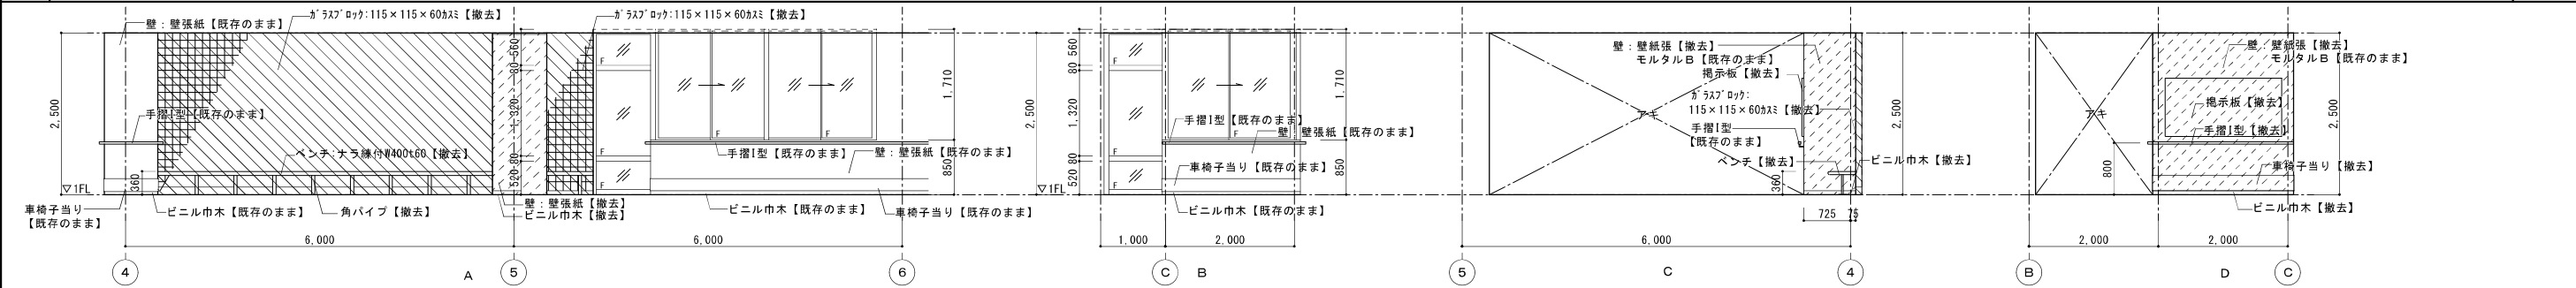 壁：壁張紙【既存のまま】
ｶﾞﾗｽﾌﾞﾛｯｸ:115×115×60ｶｽﾐ【撤去】
2,500
手摺I型【既存のまま】
ベンチ:ナラ練付W400t60【撤去】
360
▽1FL
車椅子当り
【既存のまま】
ビニル巾木【既存のまま】
角パイプ【撤去】
6,000
4
A
5
ｶﾞﾗｽﾌﾞﾛｯｸ:115×115×60ｶｽﾐ【撤去】
560
80
1,320
80
520
F
F
F
F
F
1,710
850
手摺I型【既存のまま】
壁：壁張紙【既存のまま】
壁：壁張紙【撤去】
ビニル巾木【撤去】
ビニル巾木【既存のまま】
車椅子当り【既存のまま】
6,000
6
2,500
▽1FL
560
80
1,320
80
520
F
F
F
F
1,710
850
手摺I型【既存のまま】
壁：壁張紙【既存のまま】
車椅子当り【既存のまま】
ビニル巾木【既存のまま】
1,000
2,000
C
B
壁：壁紙張【撤去】
モルタルB【既存のまま】
掲示板【撤去】
ｶﾞﾗｽﾌﾞﾛｯｸ:
115×115×60ｶｽﾐ【撤去】
アキ
手摺I型
【既存のまま】
ベンチ【撤去】
ビニル巾木【撤去】
360
2,500
725
75
6,000
5
C
4
壁：壁紙張【撤去】
モルタルB【既存のまま】
掲示板【撤去】
アキ
手摺I型【撤去】
800
車椅子当り【撤去】
ビニル巾木【撤去】
2,500
2,000
2,000
B
D
C